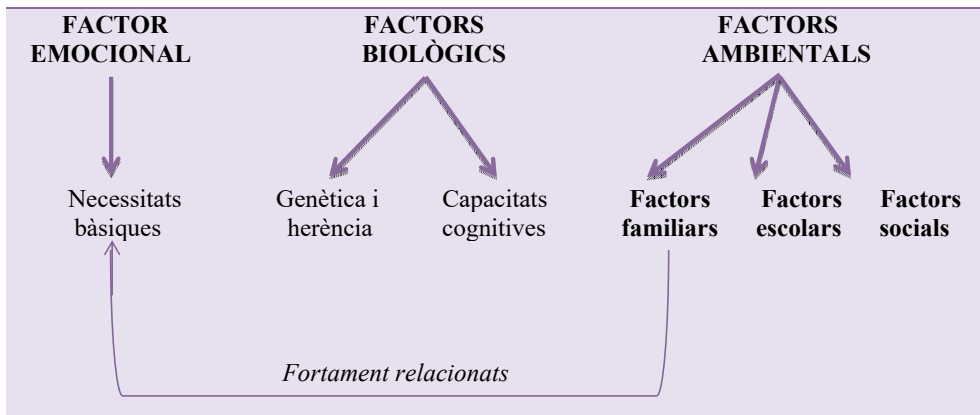 FACTOR
EMOCIONAL
FACTORS
BIOLÒGICS
FACTORS
AMBIENTALS
Necessitats
bàsiques
Genètica i
herència
Capacitats
cognitives
Factors
familiars
Factors
escolars
Factors
socials
Fortament relacionats